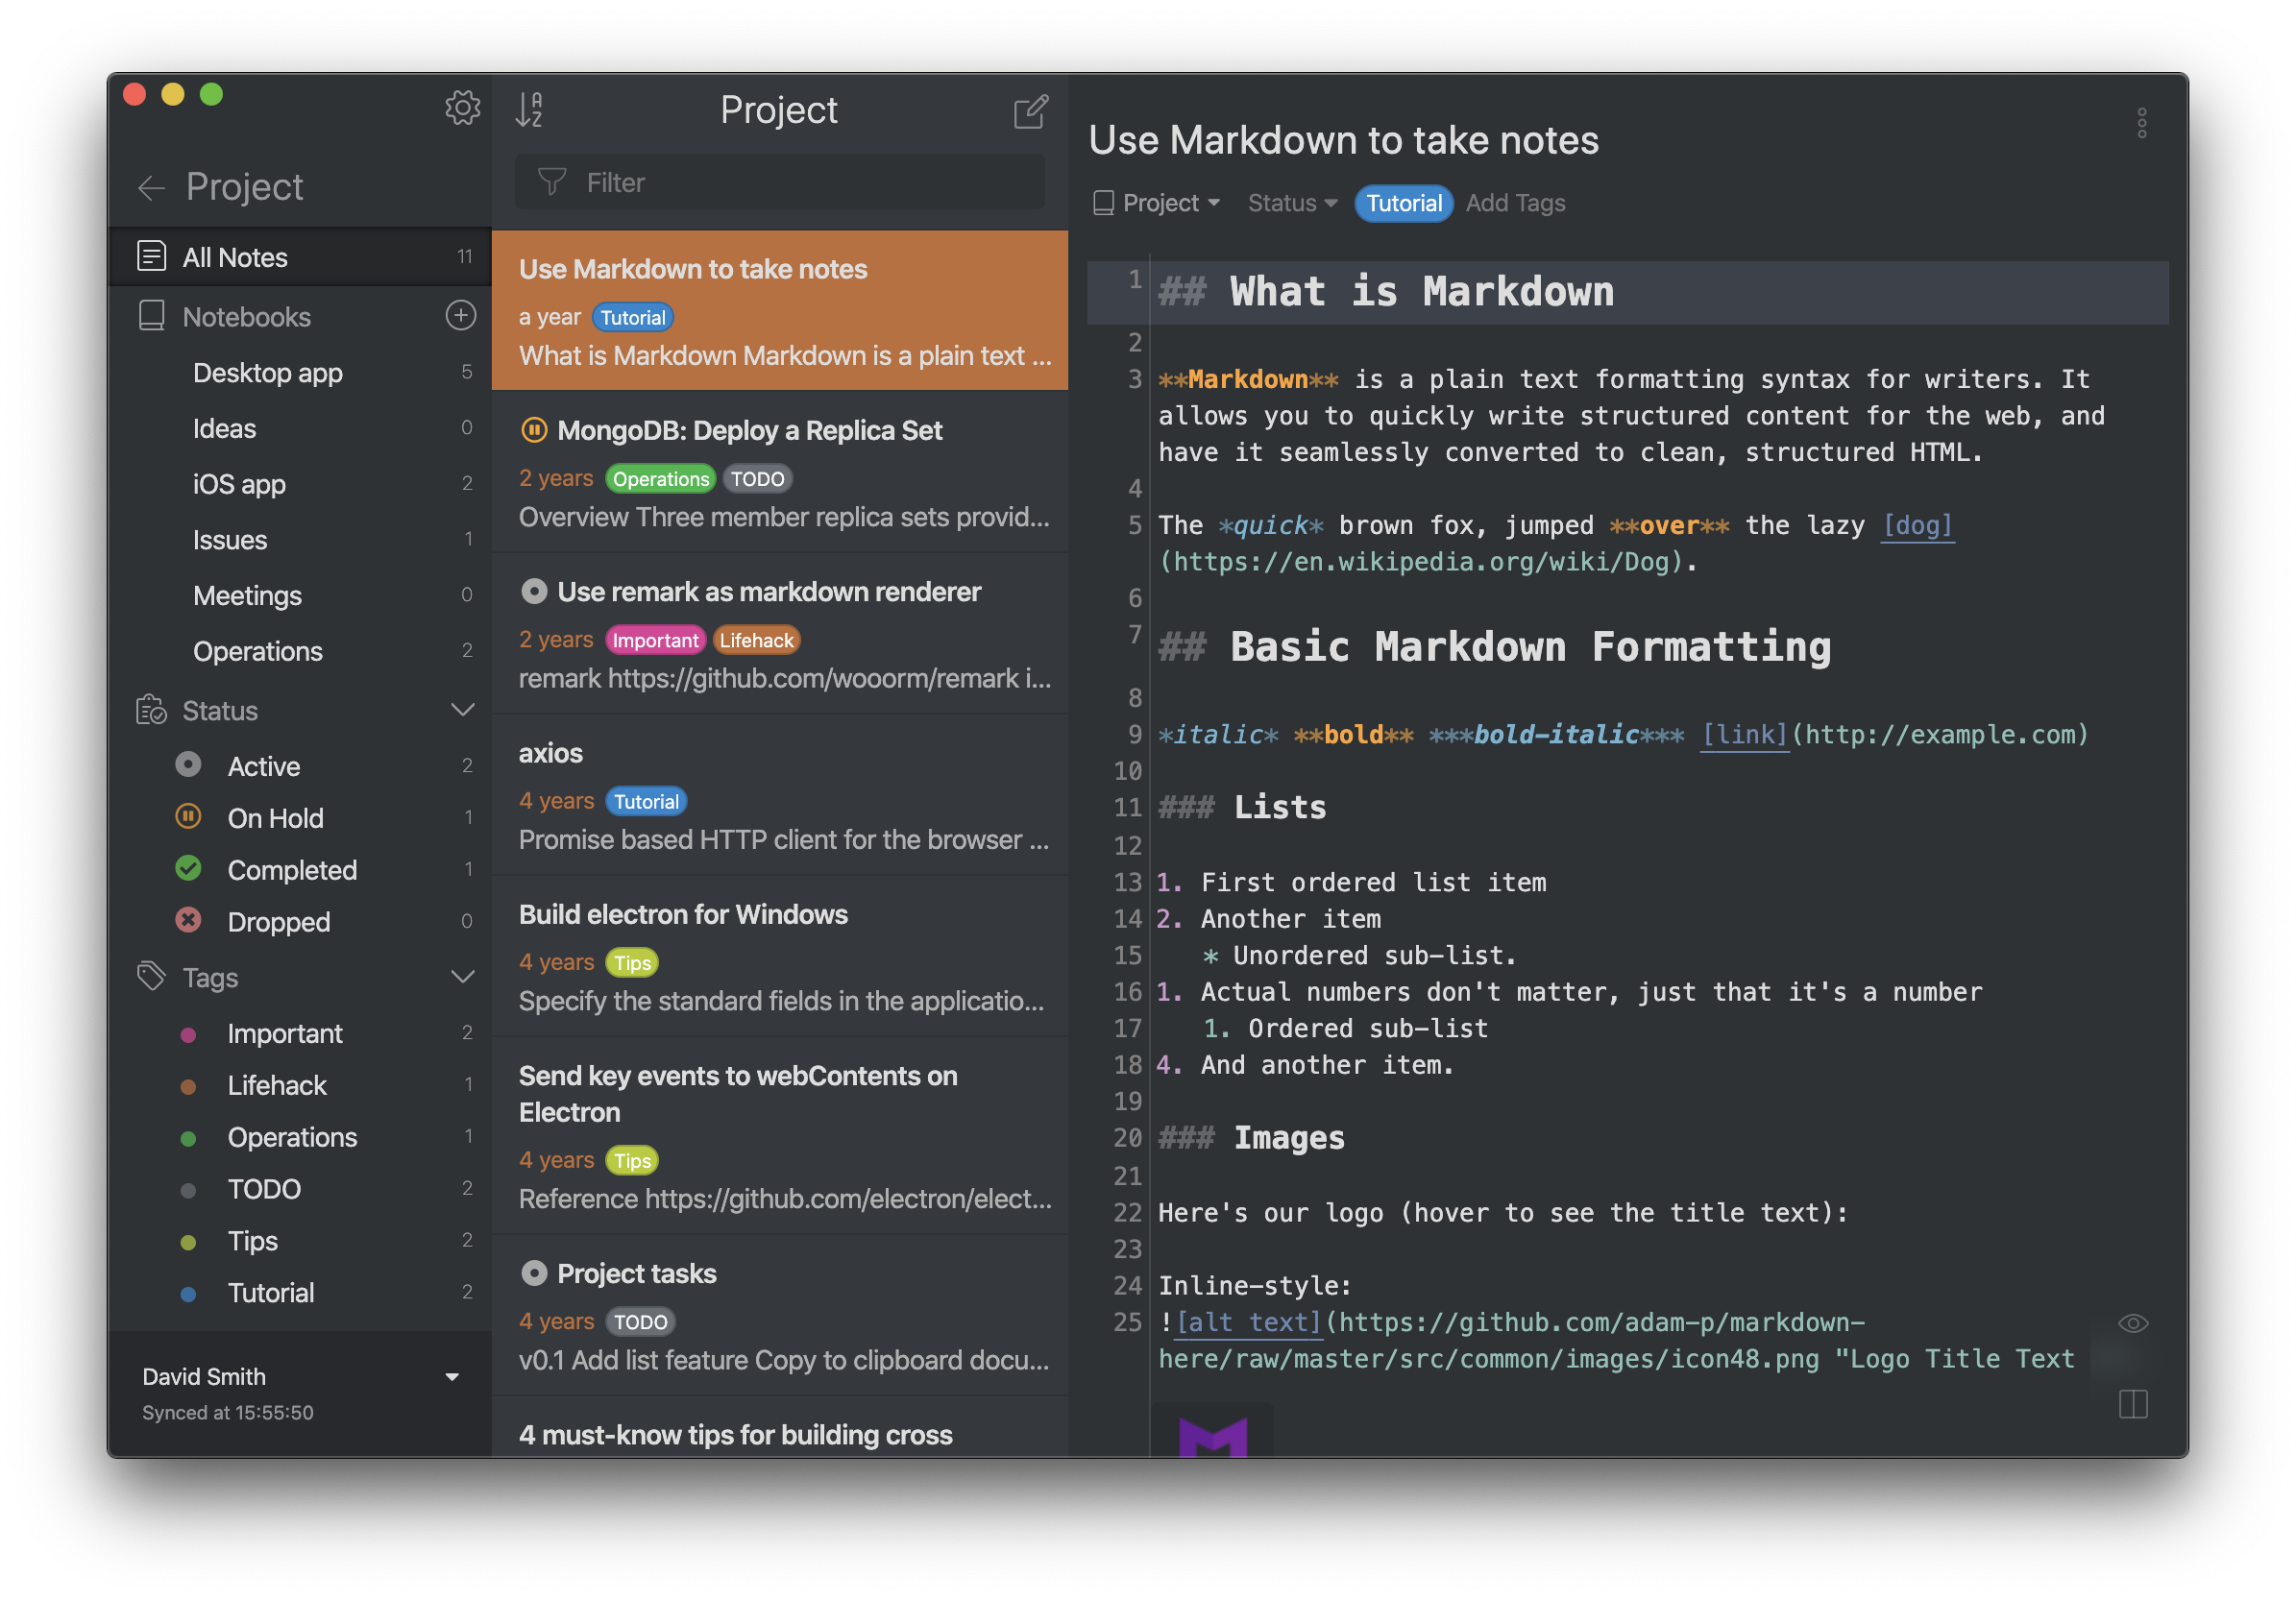 Project
All Notes 11
Notebooks
Desktop app 5
Ideas 0
iOS app 2
Issues 1
Meetings 0
Operations 2
Status
Active 2
On Hold 1
Completed 1
Dropped 0
Tags
Important 2
Lifehack 1
Operations 1
TODO 2
Tips 2
Tutorial 2
David Smith
Synced at 15:55:50
A
Z
Project
Filter
Use Markdown to take notes
a year Tutorial
What is Markdown Markdown is a plain text ...
MongoDB: Deploy a Replica Set
2 years Operations TODO
Overview Three member replica sets provid...
Use remark as markdown renderer
2 years Important Lifehack
remark https://github.com/wooorm/remark i...
axios
4 years Tutorial
Promise based HTTP client for the browser ...
Build electron for Windows
4 years Tips
Specify the standard fields in the applicatio...
Send key events to webContents on
Electron
4 years Tips
Reference https://github.com/electron/elect...
Project tasks
4 years TODO
v0.1 Add list feature Copy to clipboard docu...
4 must-know tips for building cross
Use Markdown to take notes
Project Status Tutorial Add Tags
1 ## What is Markdown
2
3 **Markdown** is a plain text formatting syntax for writers. It
allows you to quickly write structured content for the web, and
have it seamlessly converted to clean, structured HTML.
4
5 The *quick* brown fox, jumped **over** the lazy [dog]
(https://en.wikipedia.org/wiki/Dog).
6
7 ## Basic Markdown Formatting
8
9 *italic* **bold** ***bold-italic*** [link](http://example.com)
10
11 ### Lists
12
13 1. First ordered list item
14 2. Another item
15 * Unordered sub-list.
16 1. Actual numbers don't matter, just that it's a number
17 1. Ordered sub-list
18 4. And another item.
19
20 ### Images
21
22 Here's our logo (hover to see the title text):
23
24 Inline-style:
25 ![alt text](https://github.com/adam-p/markdown-
here/raw/master/src/common/images/icon48.png "Logo Title Text